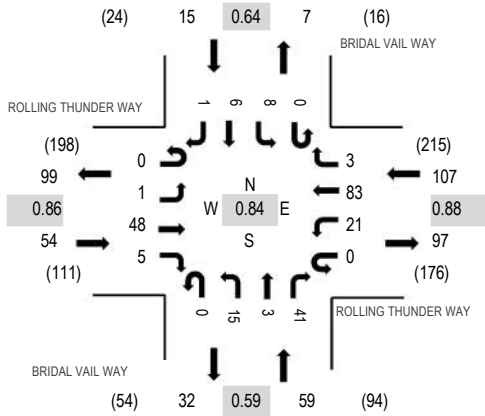 (24) 15 0.64 7 (16)
BRIDAL VAIL WAY
ROLLING THUNDER WAY
1 6 8 0
(198) 0 3 (215)
99 1 N 83 107
0.86 W 0.84 E 0.88
54 48 S 21 97
(111) 5 0 (176)
0 15 3 41
ROLLING THUNDER WAY
BRIDAL VAIL WAY
(54) 32 0.59 59 (94)